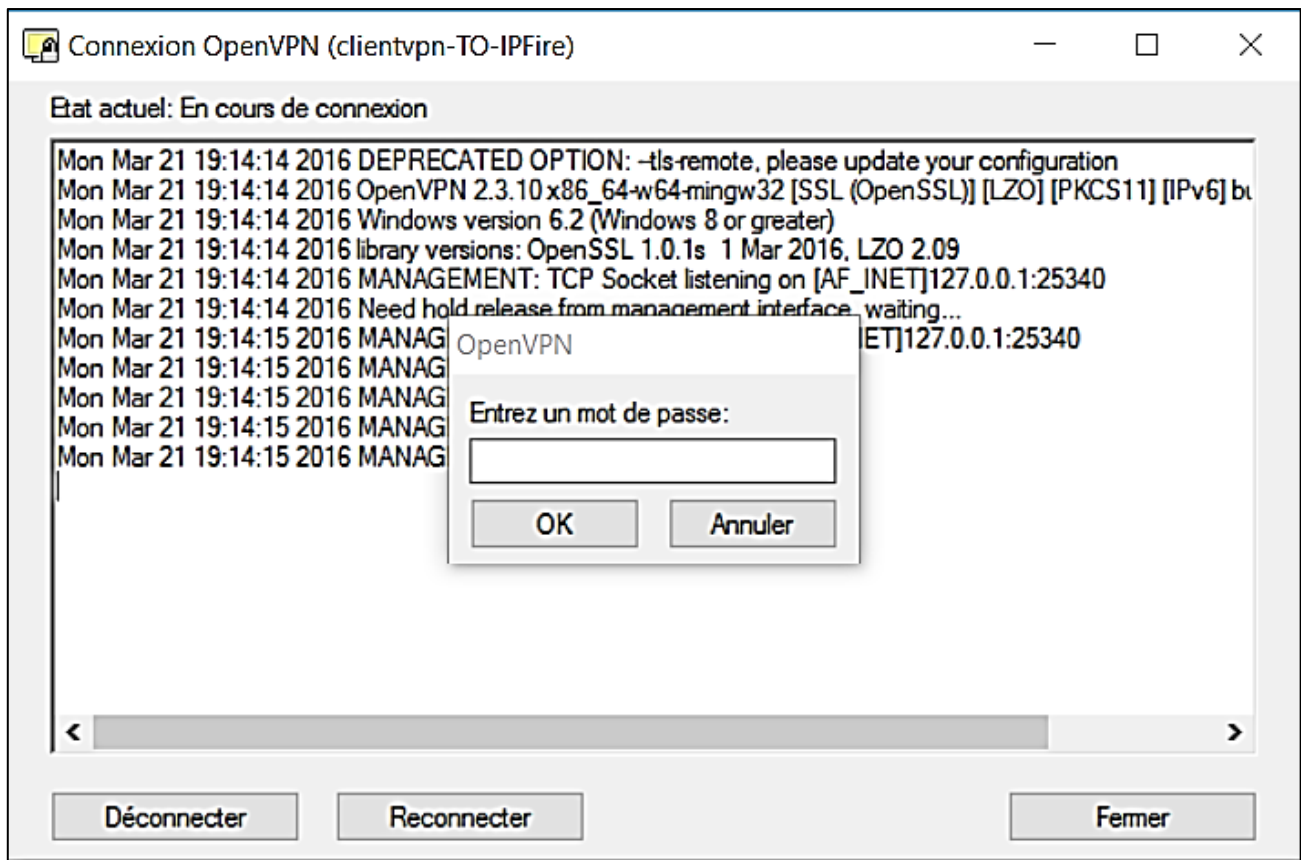 Connexion OpenVPN (clientvpn-TO-IPFire)
Etat actuel: En cours de connexion
Mon Mar 21 19:14:14 2016 DEPRECATED OPTION: --tls-remote, please update your configuration
Mon Mar 21 19:14:14 2016 OpenVPN 2.3.10 x86_64-w64-mingw32 [SSL (OpenSSL)] [LZO] [PKCS11] [IPv6] bu
Mon Mar 21 19:14:14 2016 Windows version 6.2 (Windows 8 or greater)
Mon Mar 21 19:14:14 2016 library versions: OpenSSL 1.0.1s 1 Mar 2016, LZO 2.09
Mon Mar 21 19:14:14 2016 MANAGEMENT: TCP Socket listening on [AF_INET]127.0.0.1:25340
Mon Mar 21 19:14:14 2016 Need hold release from management interface, waiting...
Mon Mar 21 19:14:15 2016 MANAG ET]127.0.0.1:25340
Mon Mar 21 19:14:15 2016 MANAG
Mon Mar 21 19:14:15 2016 MANAG
Mon Mar 21 19:14:15 2016 MANAG
Mon Mar 21 19:14:15 2016 MANAG
OpenVPN
Entrez un mot de passe:
OK Annuler
Déconnecter Reconnecter Fermer